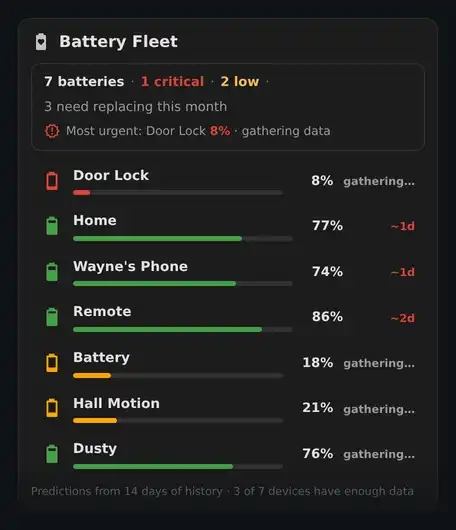 Battery Fleet
7 batteries · 1 critical · 2 low ·
3 need replacing this month
Most urgent: Door Lock 8% · gathering data
Door Lock 8% gathering…
Home 77% ~1d
Wayne's Phone 74% ~1d
Remote 86% ~2d
Battery 18% gathering…
Hall Motion 21% gathering…
Dusty 76% gathering…
Predictions from 14 days of history · 3 of 7 devices have enough data